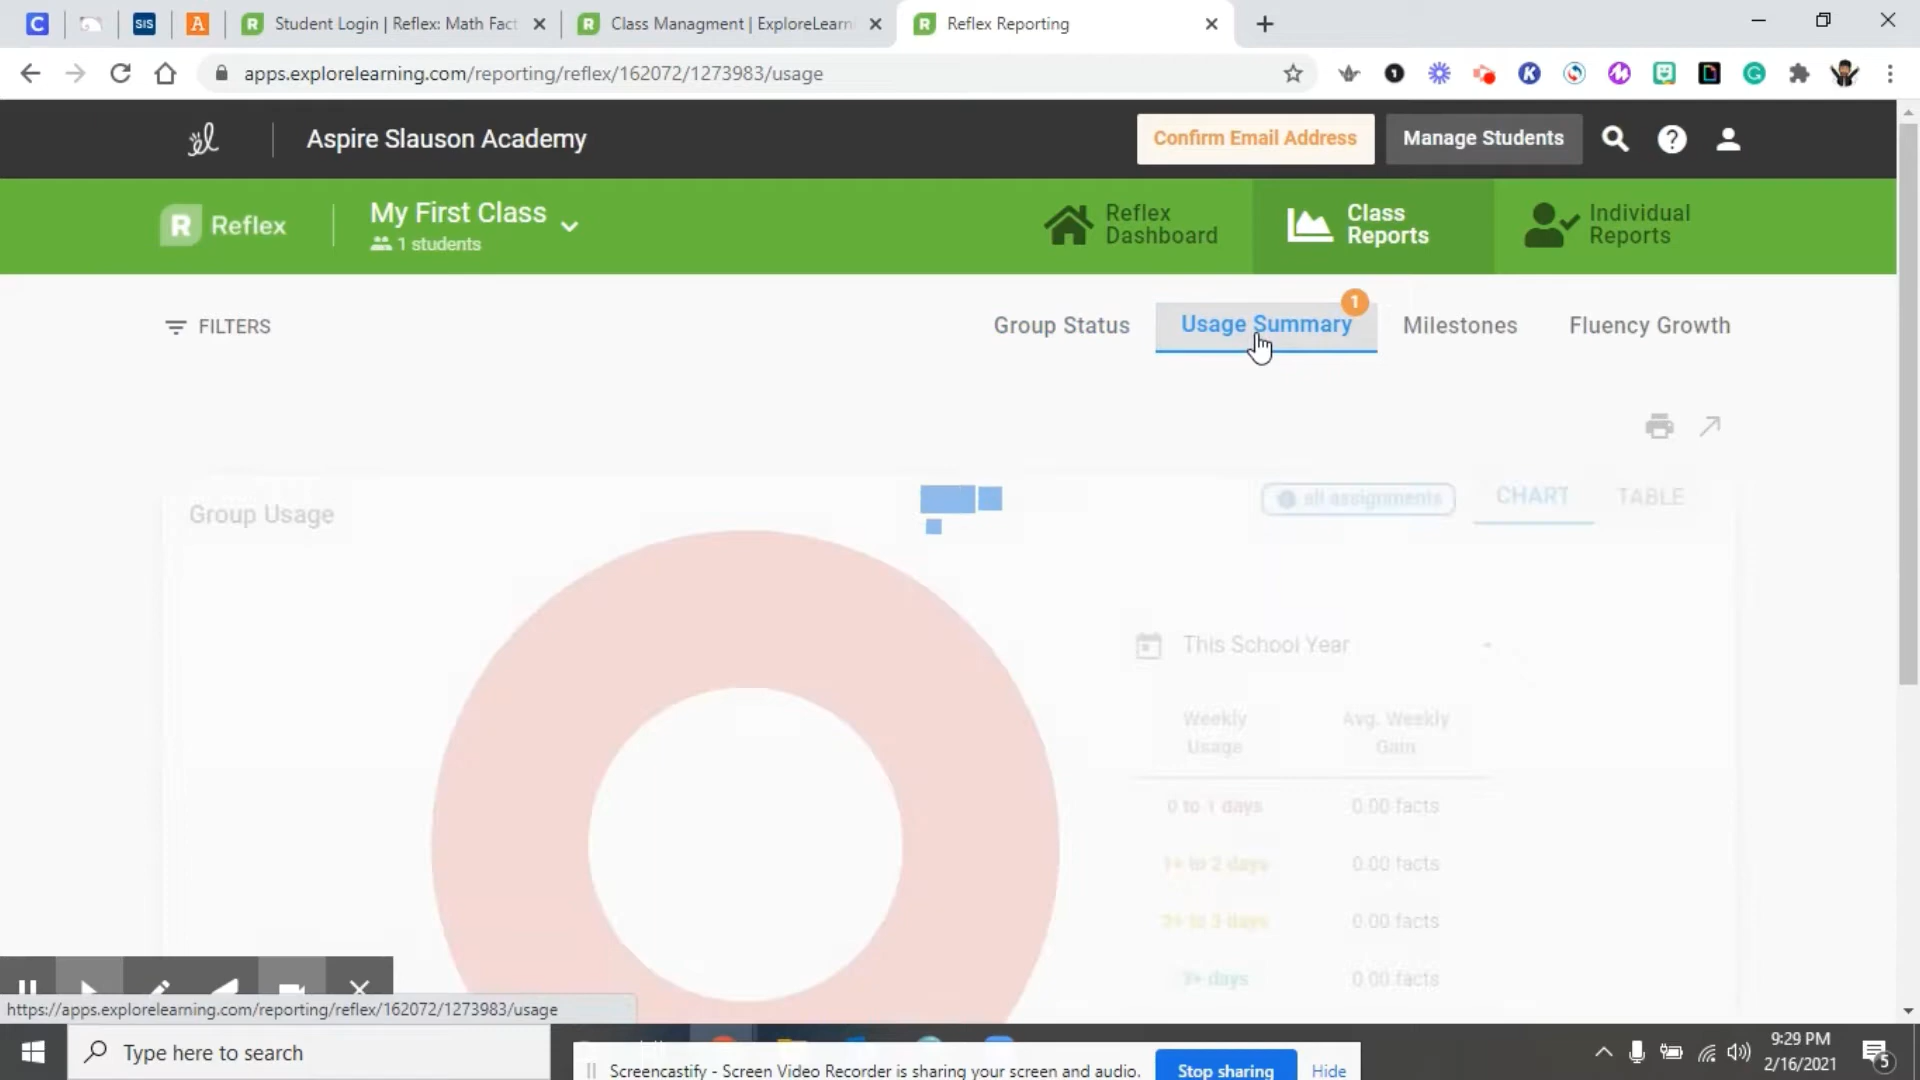 C
SIS
A
R Student Login | Reflex: Math Fact
R Class Managment | ExploreLearn
R Reflex Reporting
apps.explorelearning.com/reporting/reflex/162072/1273983/usage
el Aspire Slauson Academy
Confirm Email Address
Manage Students
R Reflex
My First Class
1 students
Reflex
Dashboard
Class
Reports
Individual
Reports
FILTERS
Group Status
Usage Summary
1
Milestones
Fluency Growth
Group Usage
all assignments
CHART
TABLE
This School Year
Weekly
Usage
Avg. Weekly
Gain
0 to 1 days 0.00 facts
1+ to 2 days 0.00 facts
2+ to 3 days 0.00 facts
3+ days 0.00 facts
https://apps.explorelearning.com/reporting/reflex/162072/1273983/usage
Type here to search
Screencastify - Screen Video Recorder is sharing your screen and audio.
Stop sharing
Hide
9:29 PM
2/16/2021
5